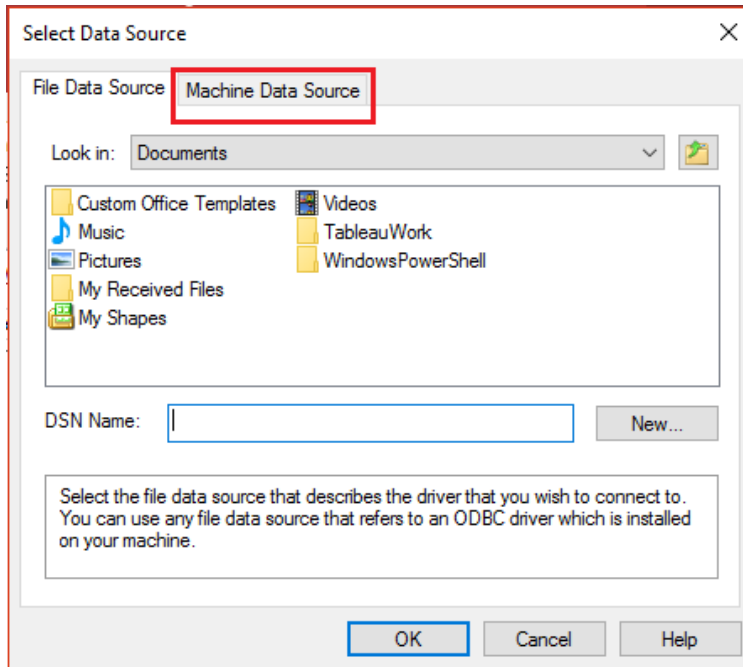 Select Data Source
File Data Source
Machine Data Source
Look in:
Documents
Custom Office Templates
Videos
Music
TableauWork
Pictures
WindowsPowerShell
My Received Files
My Shapes
DSN Name:
New...
Select the file data source that describes the driver that you wish to connect to.
You can use any file data source that refers to an ODBC driver which is installed
on your machine.
OK
Cancel
Help